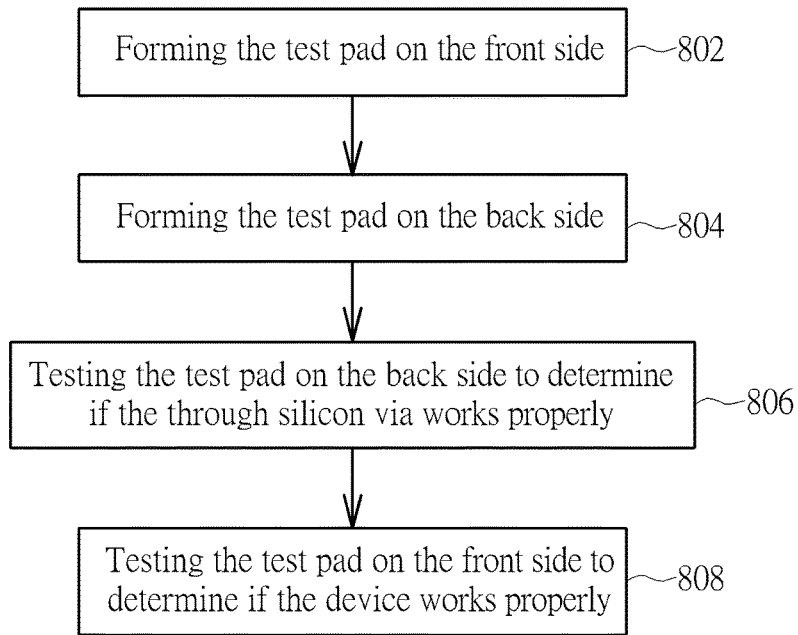 Forming the test pad on the front side
802
Forming the test pad on the back side
804
Testing the test pad on the back side to determine
if the through silicon via works properly
806
Testing the test pad on the front side to
determine if the device works properly
808